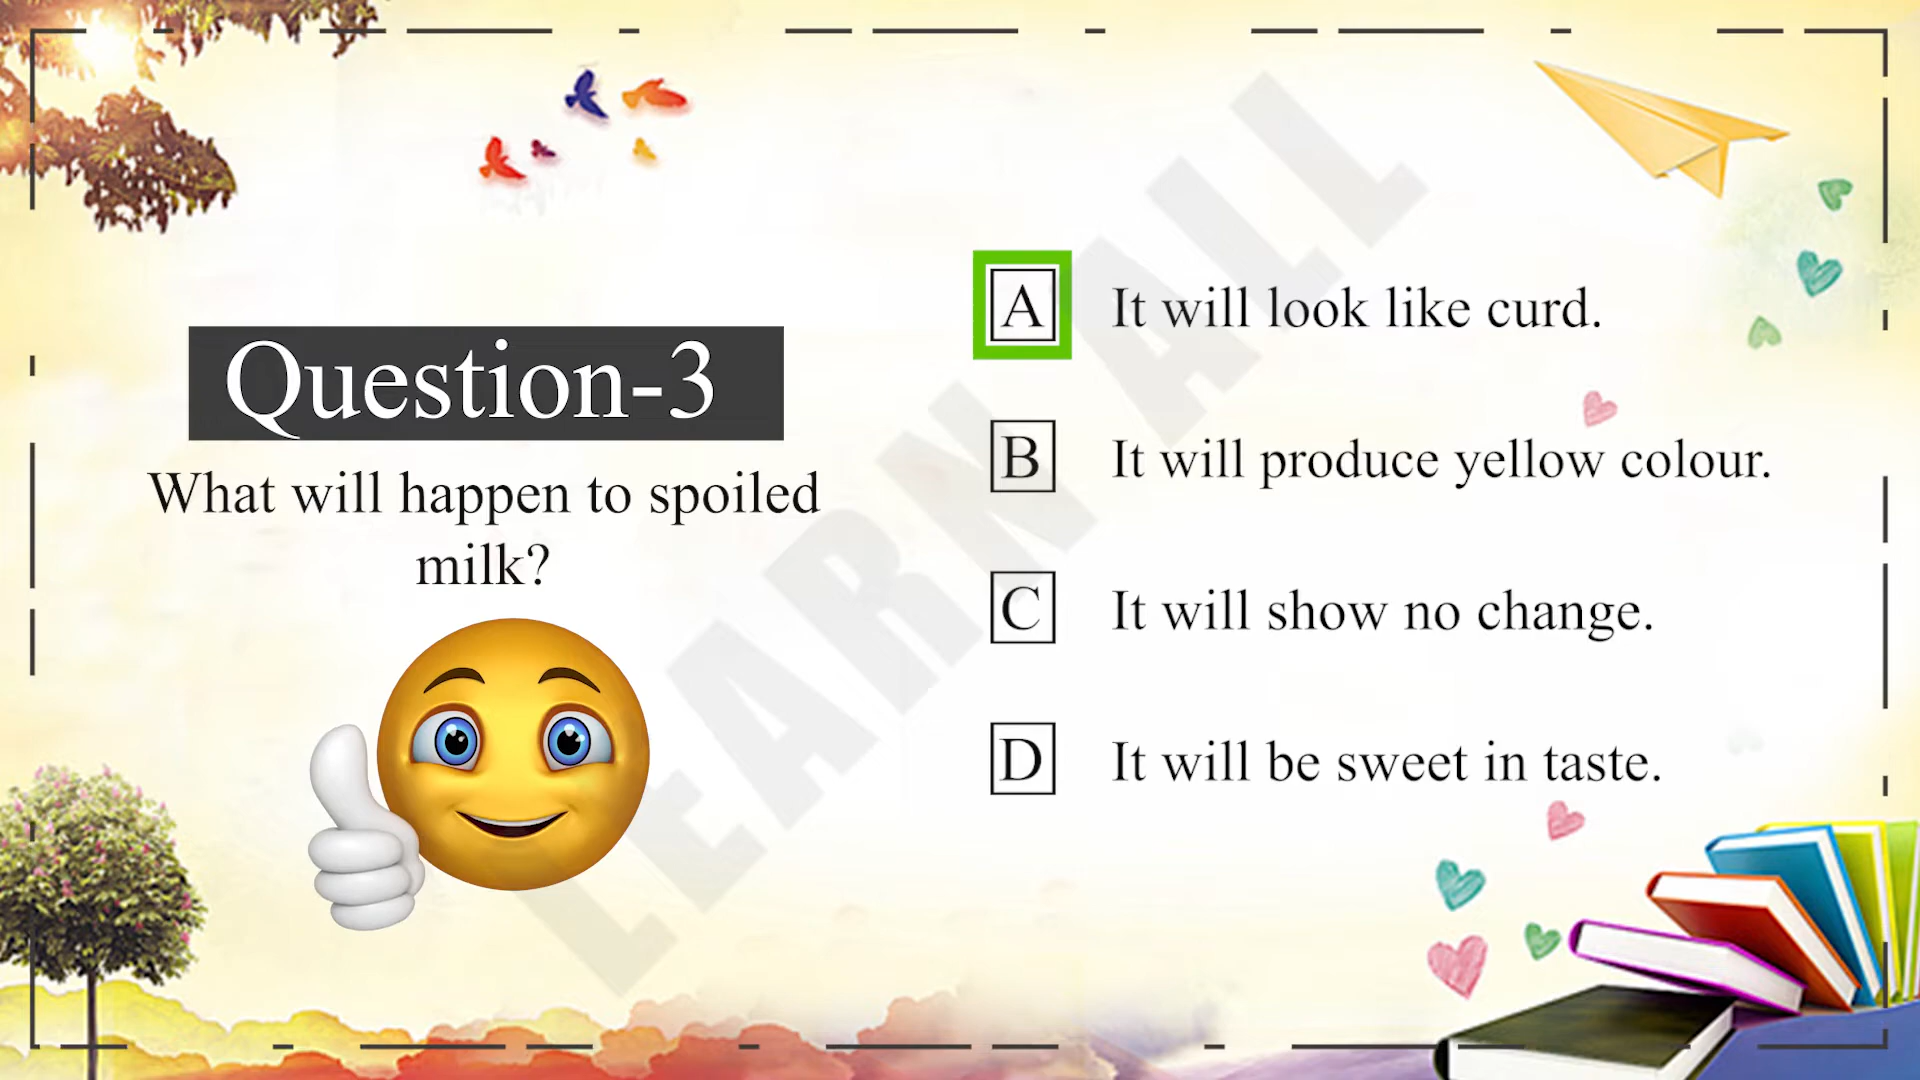 Question-3
What will happen to spoiled
milk?
A It will look like curd.
B It will produce yellow colour.
C It will show no change.
D It will be sweet in taste.
LEARN ALL